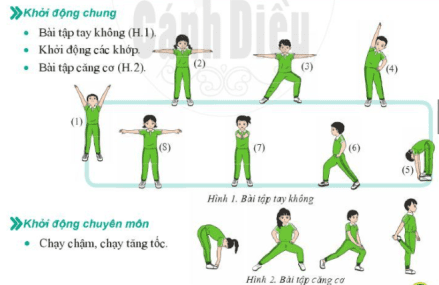 Cánh Diều
Khởi động chung
• Bài tập tay không (H.1).
• Khởi động các khớp.
• Bài tập căng cơ (H.2).
(1)
(2)
(3)
(4)
(8)
(7)
(6)
(5)
Hình 1. Bài tập tay không
Khởi động chuyên môn
• Chạy chậm, chạy tăng tốc.
Hình 2. Bài tập căng cơ